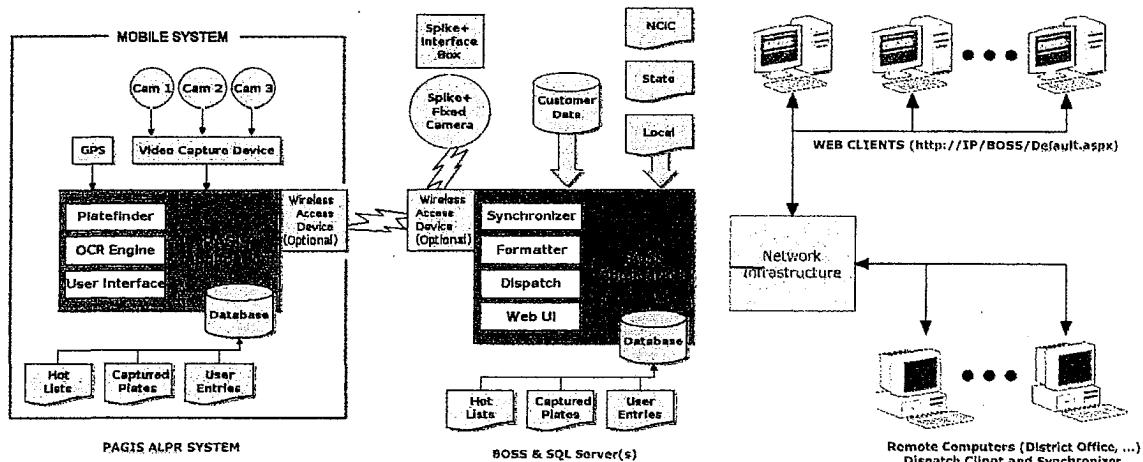 MOBILE SYSTEM
Cam 1
Cam 2
Cam 3
GPS
Video Capture Device
Platefinder
OCR Engine
User Interface
Database
Hot
Lists
Captured
Plates
User
Entries
PAGIS ALPR SYSTEM
Wireless
Access
Device
(Optional)
Spike+
Interface
Box
Spike+
Fixed
Camera
Wireless
Access
Device
(Optional)
Customer
Data
NCIC
State
Local
Synchronizer
Formatter
Dispatch
Web UI
Database
Hot
Lists
Captured
Plates
User
Entries
BOSS & SQL Server(s)
WEB CLIENTS (http://IP/BOSS/Default.aspx)
Network
Infrastructure
Remote Computers (District Office, ...)
Dispatch Client and Synchronizer